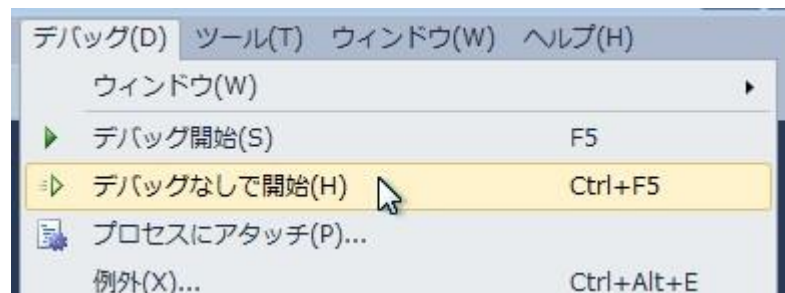 デバッグ(D) ツール(T) ウィンドウ(W) ヘルプ(H)
ウィンドウ(W)
デバッグ開始(S) F5
デバッグなしで開始(H) Ctrl+F5
プロセスにアタッチ(P)...
例外(X)... Ctrl+Alt+E